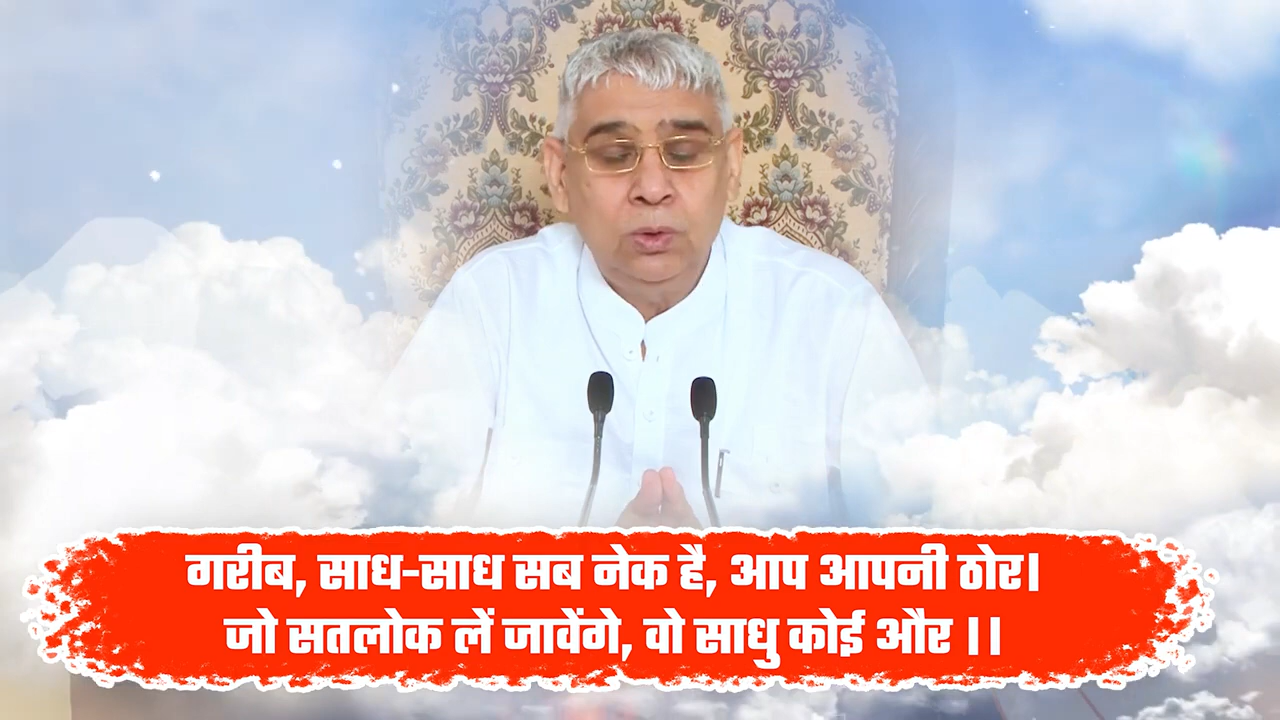 गरीब, साध-साध सब नेक है, आप आपनी ठोर।
जो सतलोक लें जावेंगे, वो साधु कोई और ।।